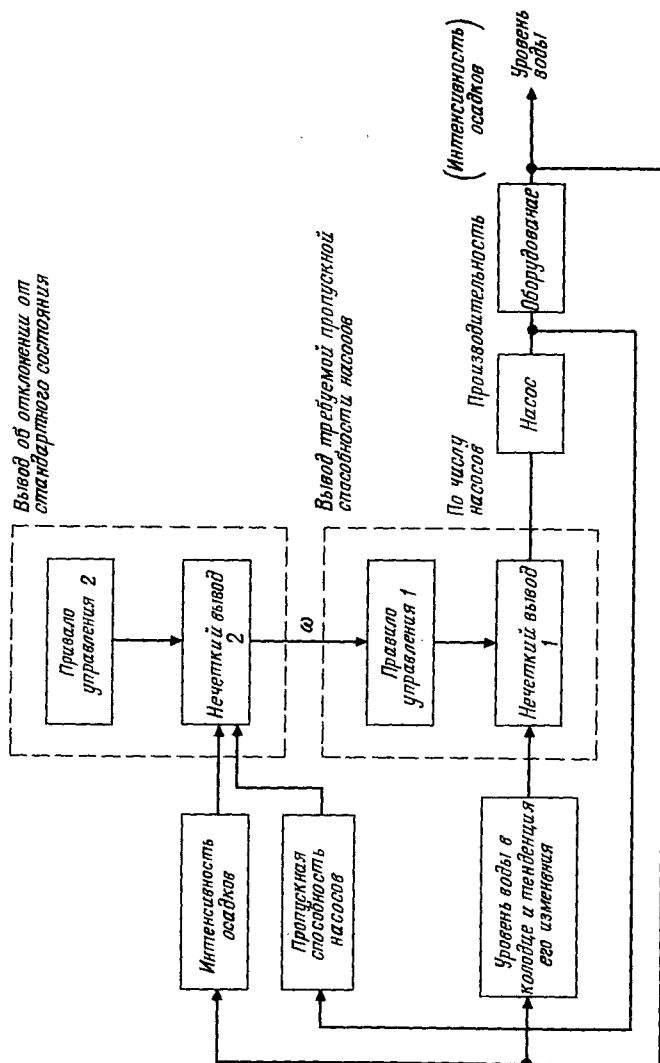 Вывод об отклонении от
стандартного состояния
Привало
управления 2
Нечеткий вывод
2
Интенсивность
осадков
Пропускная
способность
насосов
ω
Вывод требуемой пропускной
способности насооов
Правило
управления 1
Нечеткий вывод
1
Уровень воды в
колодце и тенденция
его изменения
По числу
насосов
Насос
Производительность
Оборудование
(Интенсивность
осадков)
Уровень
воды